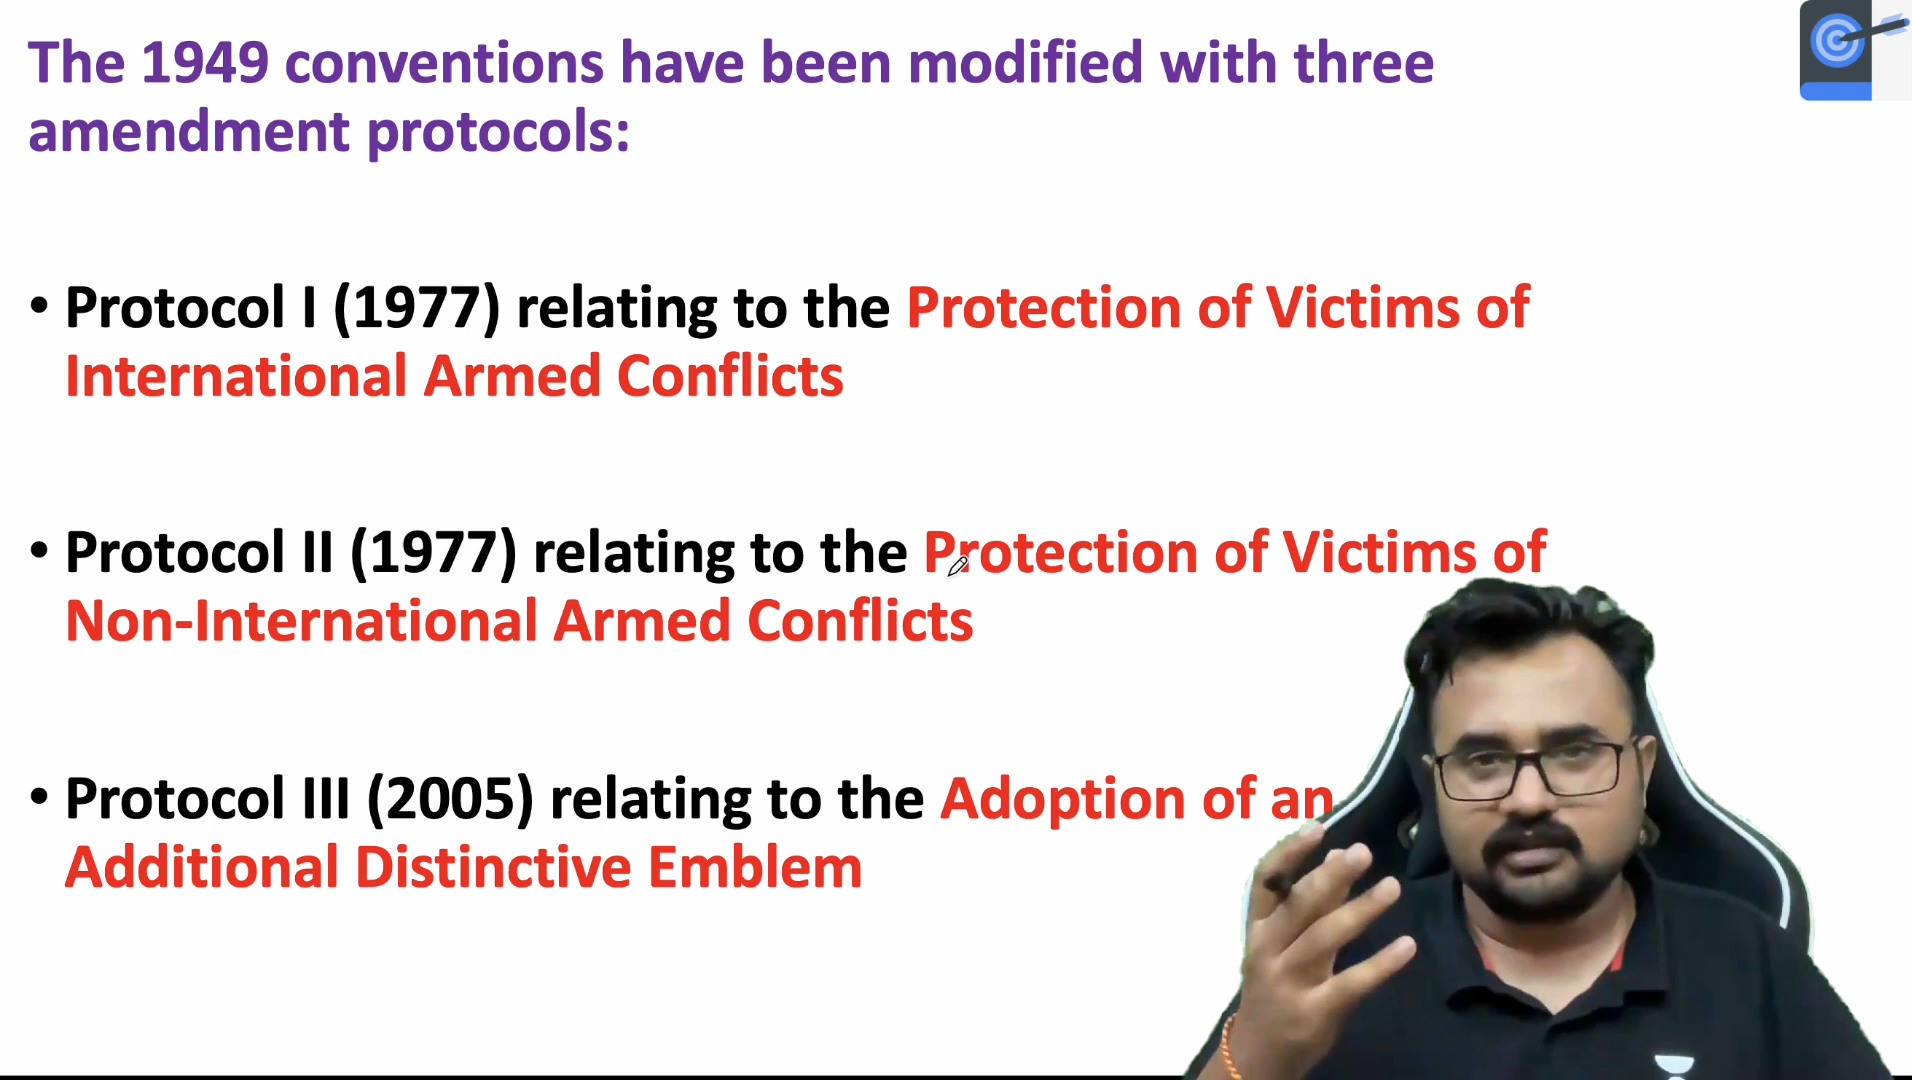 The 1949 conventions have been modified with three
amendment protocols:
• Protocol I (1977) relating to the Protection of Victims of
International Armed Conflicts
• Protocol II (1977) relating to the Protection of Victims of
Non-International Armed Conflicts
• Protocol III (2005) relating to the Adoption of an
Additional Distinctive Emblem